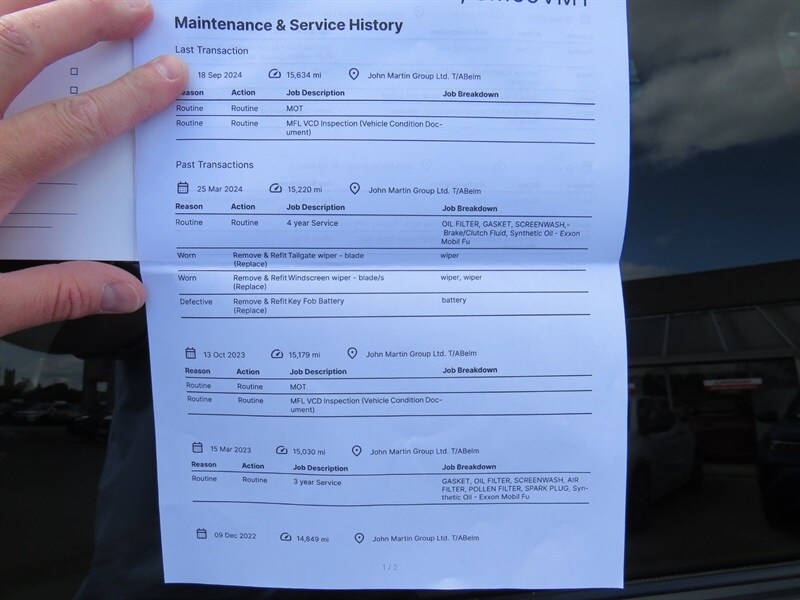 Maintenance & Service History
Last Transaction
18 Sep 2024 15,634 mi John Martin Group Ltd. T/ABelm
Reason Action Job Description Job Breakdown
Routine Routine MOT
Routine Routine MFL VCD Inspection (Vehicle Condition Doc-
ument)
Past Transactions
25 Mar 2024 15,220 mi John Martin Group Ltd. T/ABelm
Reason Action Job Description Job Breakdown
Routine Routine 4 year Service OIL FILTER, GASKET, SCREENWASH,-
Brake/Clutch Fluid, Synthetic Oil - Exxon
Mobil Fu
Worn Remove & Refit Tailgate wiper - blade wiper
(Replace)
Worn Remove & Refit Windscreen wiper - blade/s wiper, wiper
(Replace)
Defective Remove & Refit Key Fob Battery battery
(Replace)
13 Oct 2023 15,179 mi John Martin Group Ltd. T/ABelm
Reason Action Job Description Job Breakdown
Routine Routine MOT
Routine Routine MFL VCD Inspection (Vehicle Condition Doc-
ument)
15 Mar 2023 15,030 mi John Martin Group Ltd. T/ABelm
Reason Action Job Description Job Breakdown
Routine Routine 3 year Service GASKET, OIL FILTER, SCREENWASH, AIR
FILTER, POLLEN FILTER, SPARK PLUG, Syn-
thetic Oil - Exxon Mobil Fu
09 Dec 2022 14,849 mi John Martin Group Ltd. T/ABelm
1 / 2